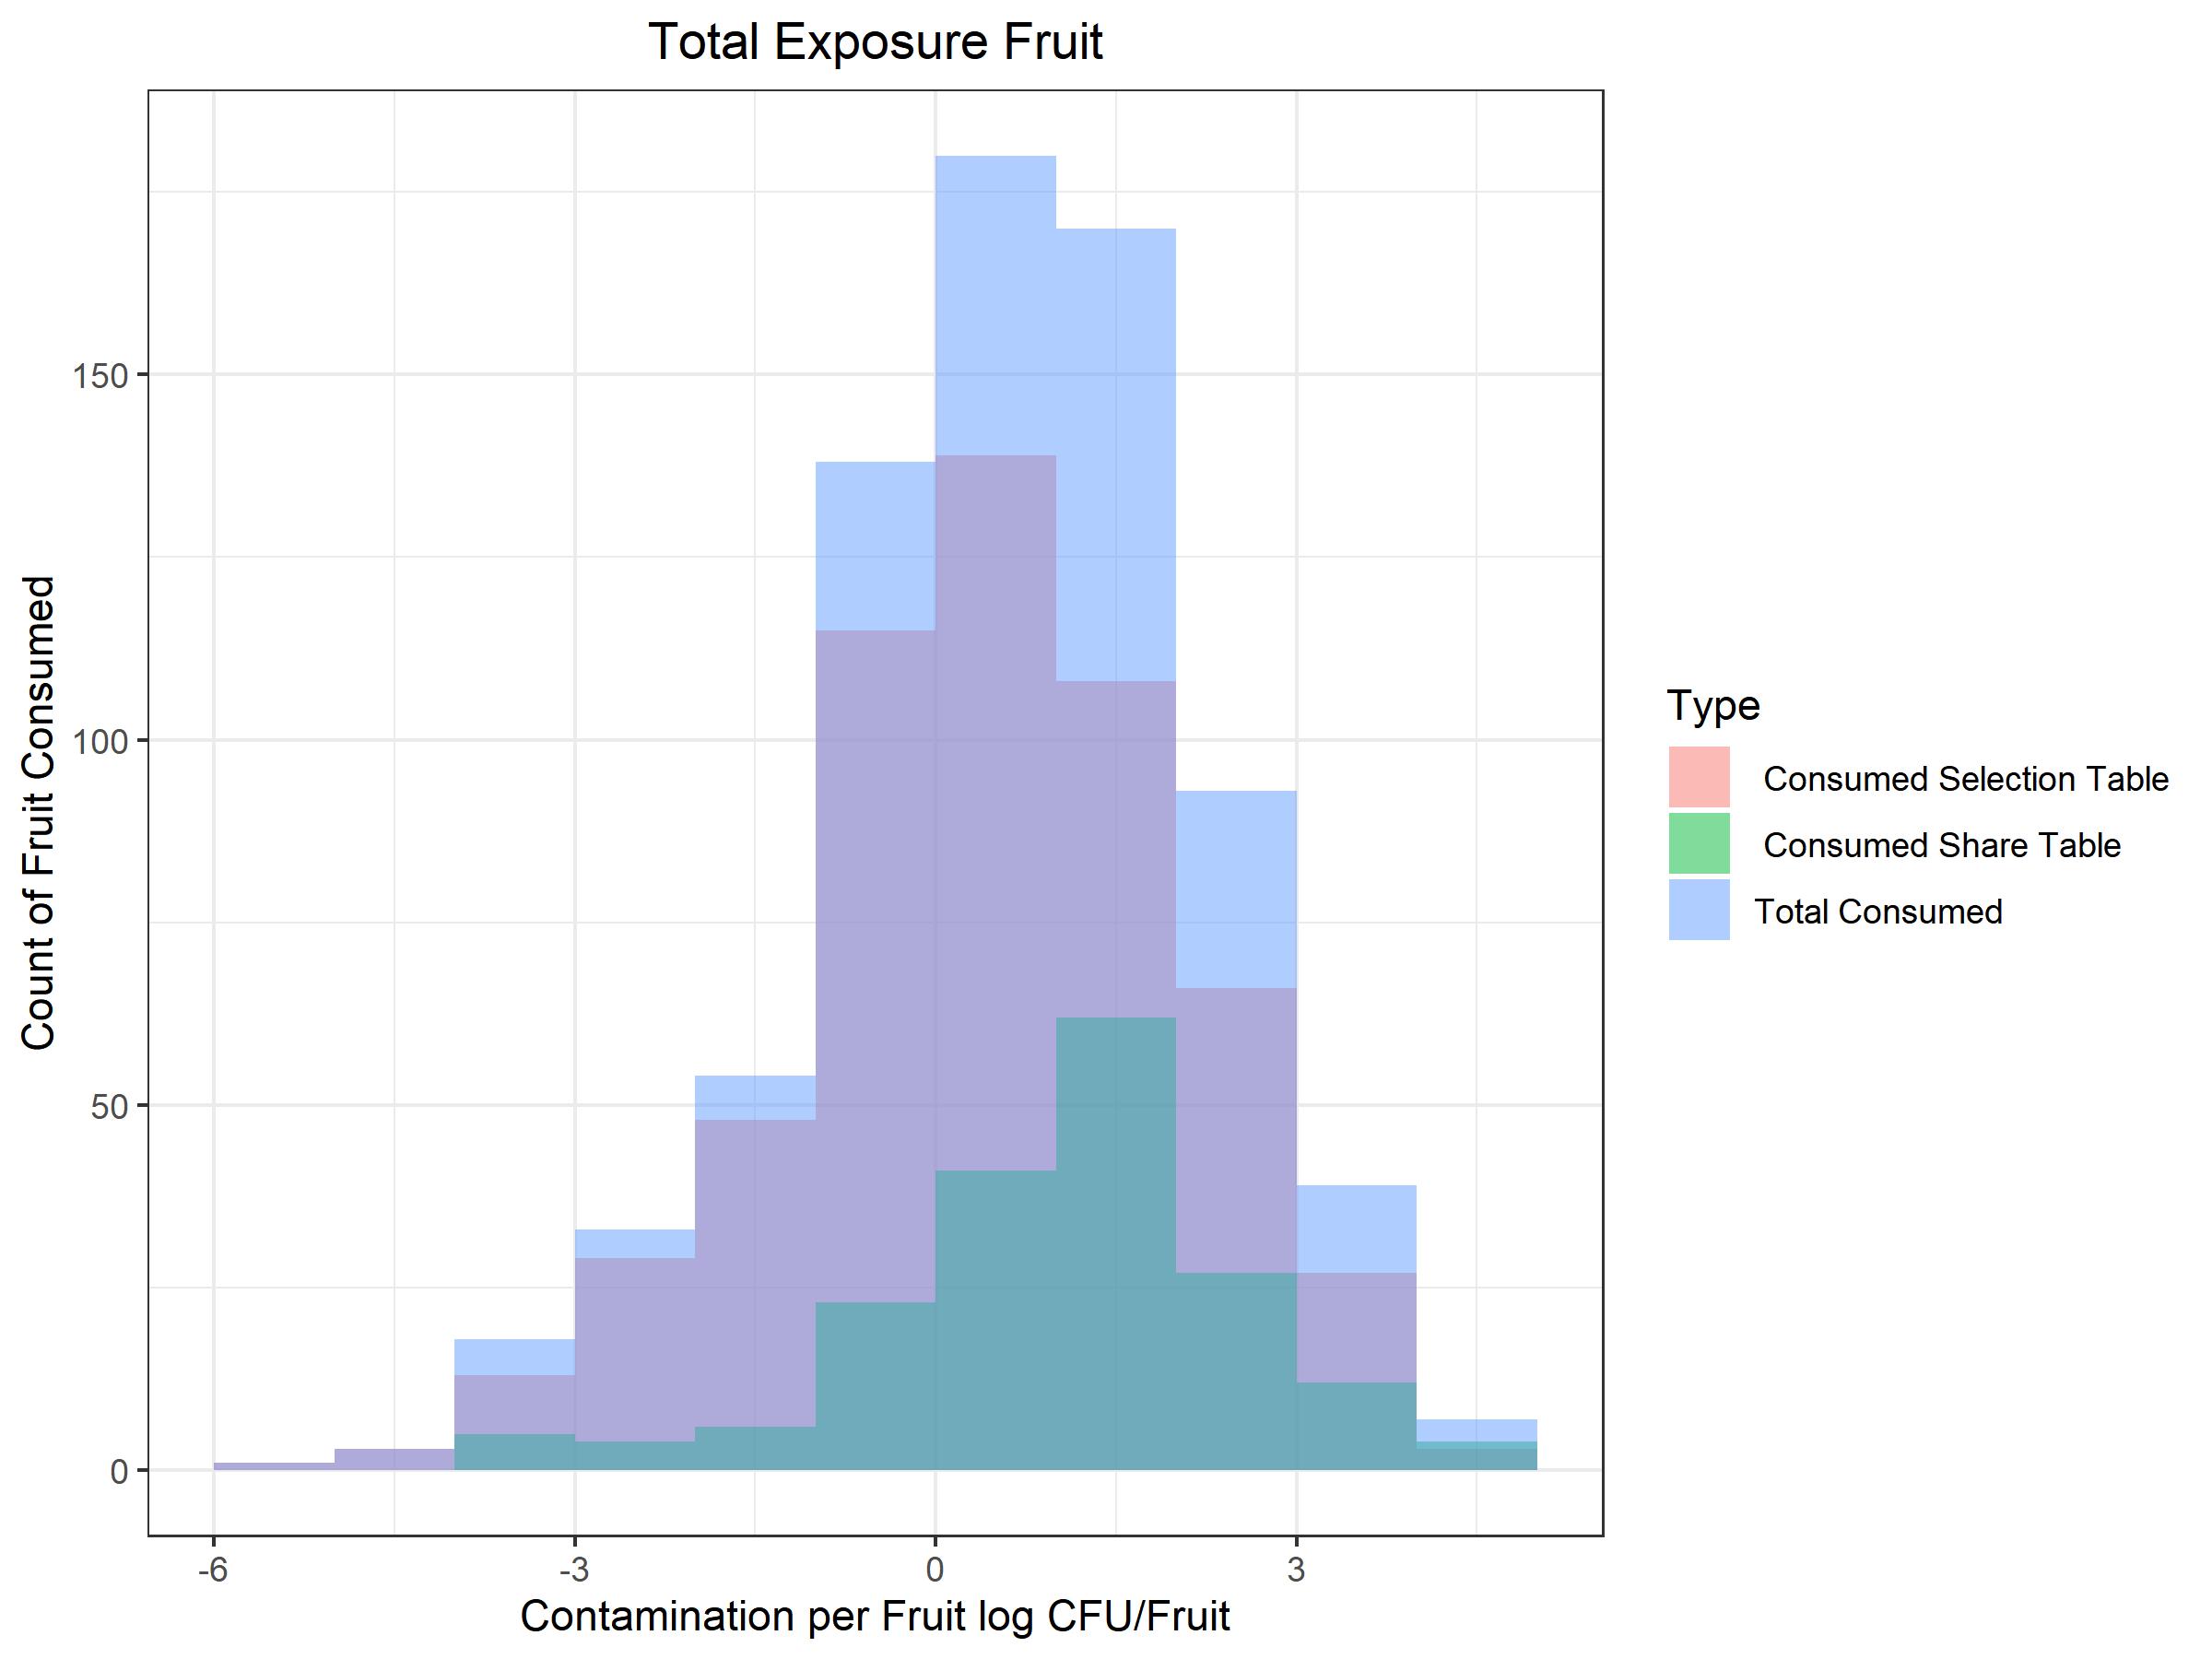 Total Exposure Fruit
Count of Fruit Consumed
150
100
50
0
-6
-3
0
3
Contamination per Fruit log CFU/Fruit
Type
Consumed Selection Table
Consumed Share Table
Total Consumed